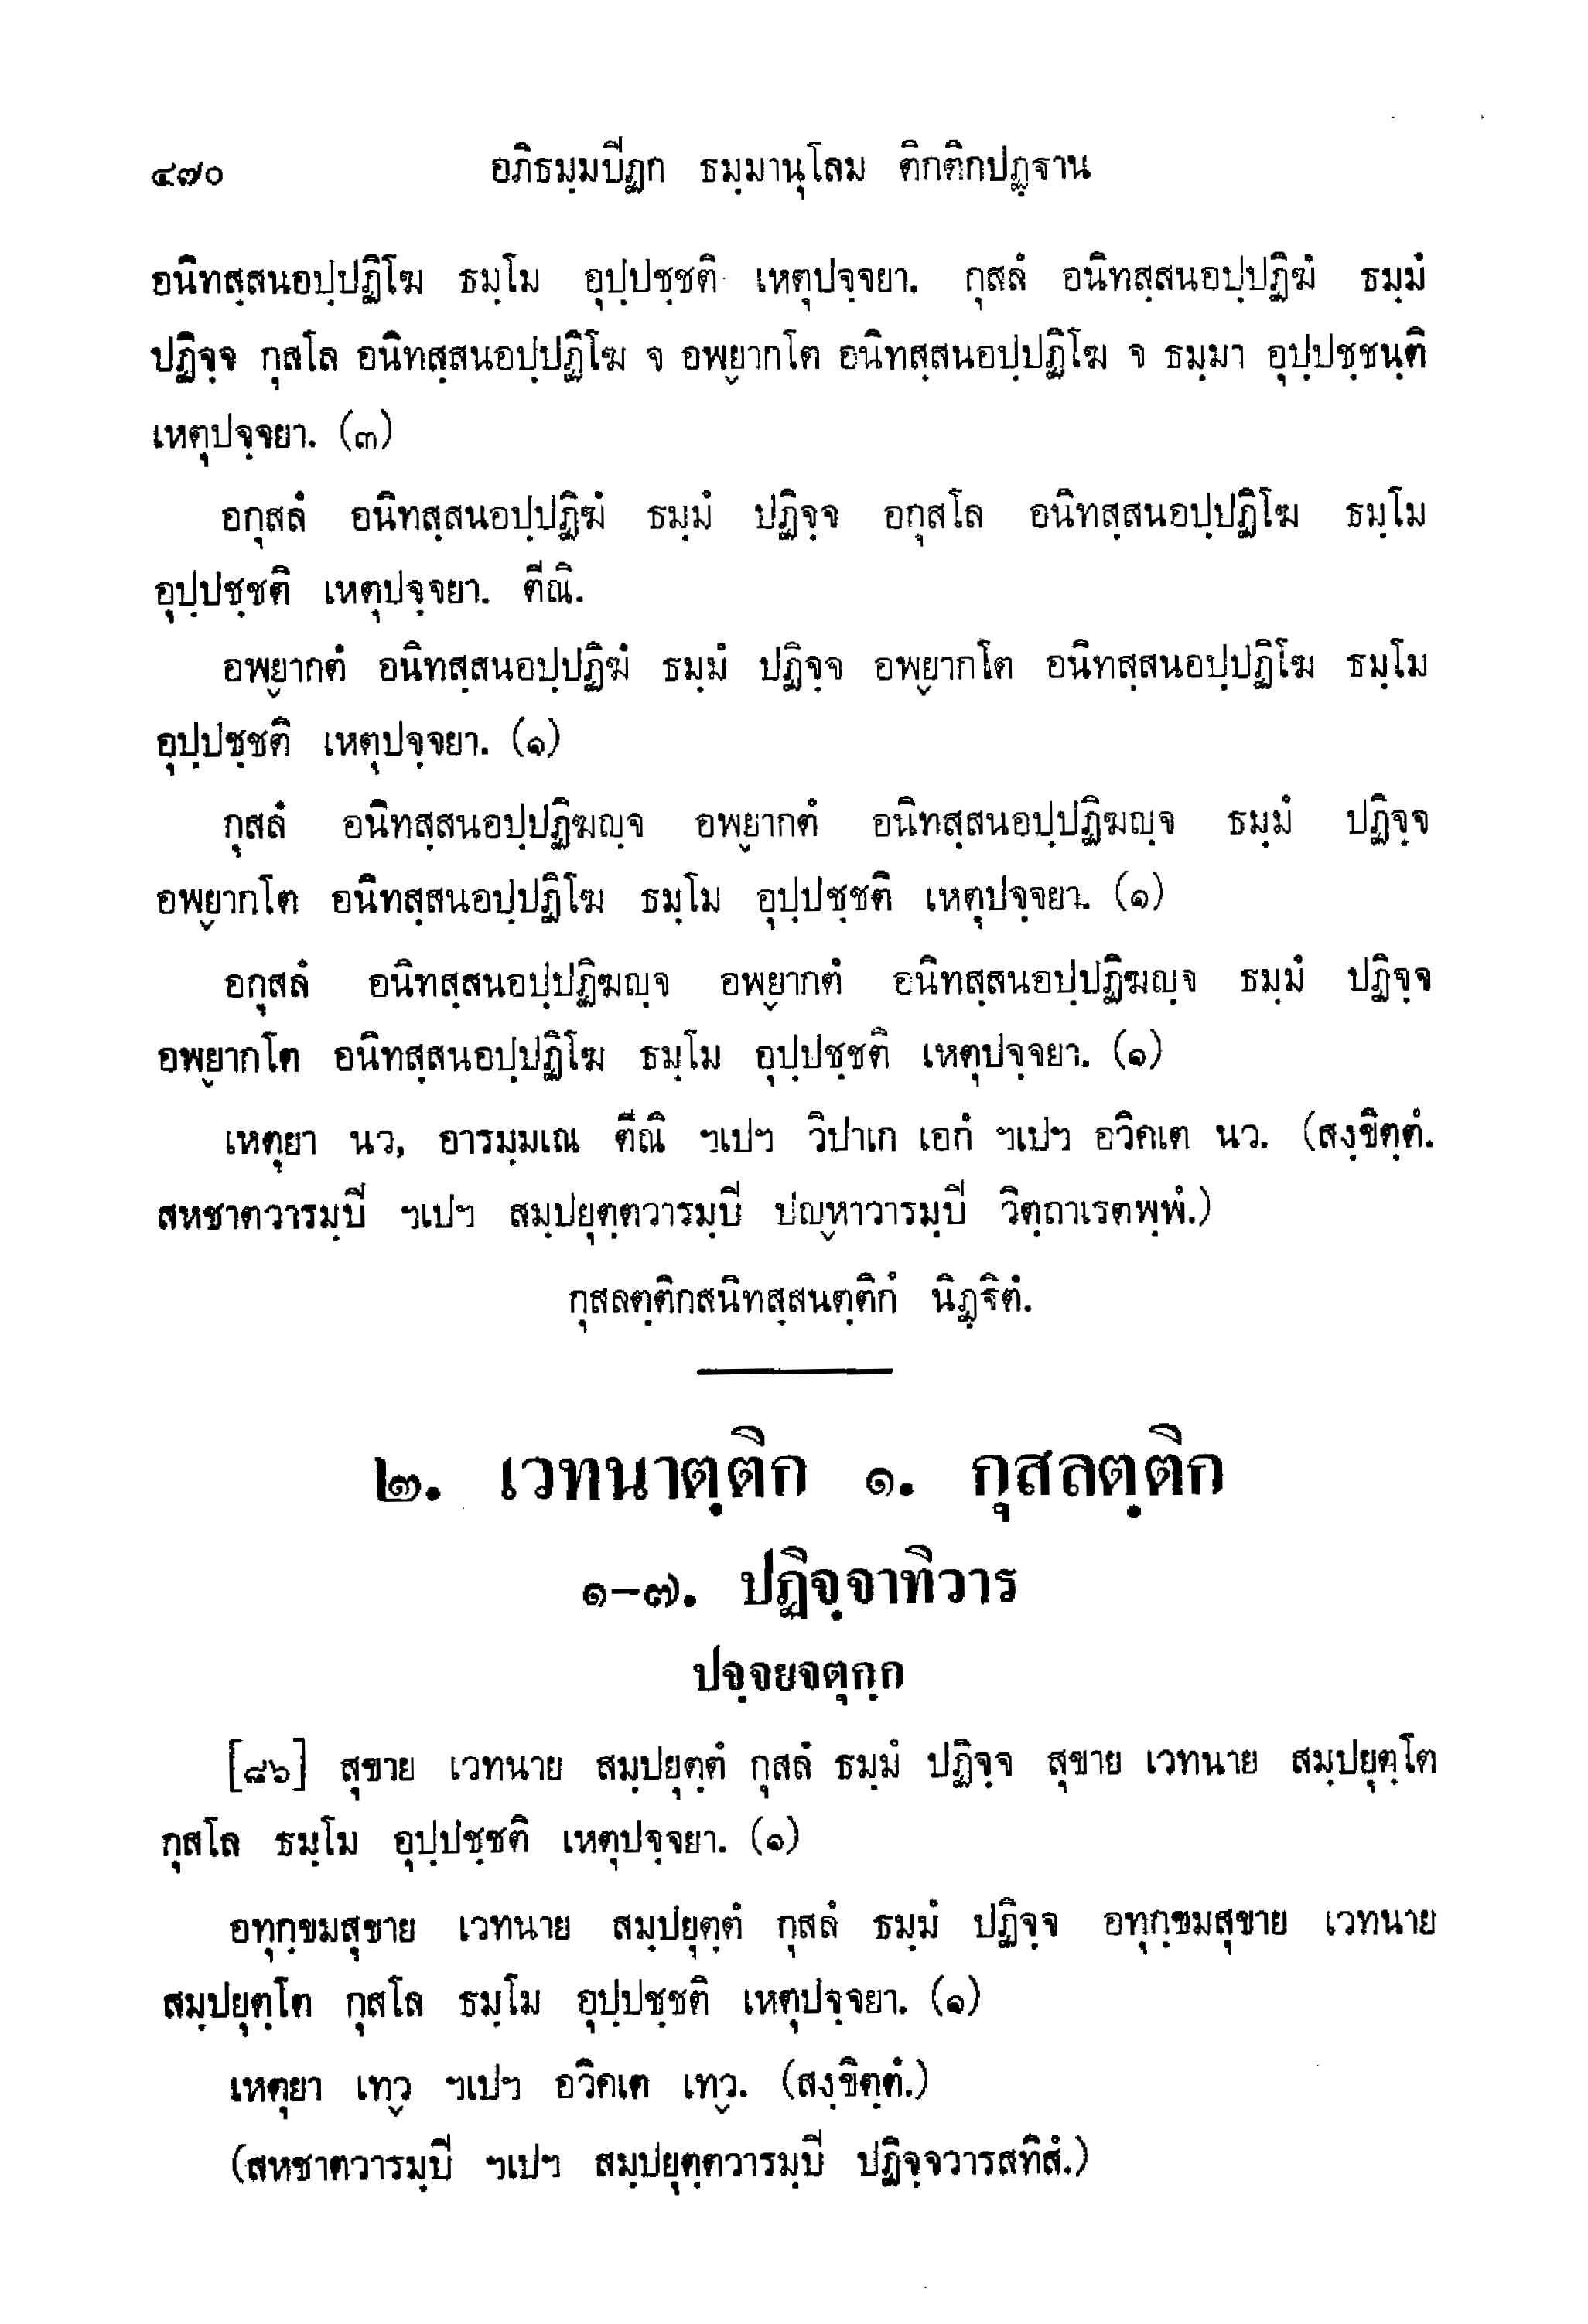 ๔๗๐ อภิธมฺมปีฏก ธมฺมานุโลม ติกติกปฏฺฐาน
อนิทสฺสนอปฺปฏิโฆ ธมฺโม อุปฺปชฺชติ เหตุปจฺจยา. กุสลํ อนิทสฺสนอปฺปฏิฆํ ธมฺมํ
ปฏิจฺจ กุสโล อนิทสฺสนอปฺปฏิโฆ จ อพฺยากโต อนิทสฺสนอปฺปฏิโฆ จ ธมฺมา อุปฺปชฺชนฺติ
เหตุปจฺจยา. (๓)
อกุสลํ อนิทสฺสนอปฺปฏิฆํ ธมฺมํ ปฏิจฺจ อกุสโล อนิทสฺสนอปฺปฏิโฆ ธมฺโม
อุปฺปชฺชติ เหตุปจฺจยา. ตีณิ.
อพฺยากตํ อนิทสฺสนอปฺปฏิฆํ ธมฺมํ ปฏิจฺจ อพฺยากโต อนิทสฺสนอปฺปฏิโฆ ธมฺโม
อุปฺปชฺชติ เหตุปจฺจยา. (๑)
กุสลํ อนิทสฺสนอปฺปฏิฆญฺจ อพฺยากตํ อนิทสฺสนอปฺปฏิฆญฺจ ธมฺมํ ปฏิจฺจ
อพฺยากโต อนิทสฺสนอปฺปฏิโฆ ธมฺโม อุปฺปชฺชติ เหตุปจฺจยา. (๑)
อกุสลํ อนิทสฺสนอปฺปฏิฆญฺจ อพฺยากตํ อนิทสฺสนอปฺปฏิฆญฺจ ธมฺมํ ปฏิจฺจ
อพฺยากโต อนิทสฺสนอปฺปฏิโฆ ธมฺโม อุปฺปชฺชติ เหตุปจฺจยา. (๑)
เหตุยา นว, อารมฺมเณ ตีณิ ฯเปฯ วิปาเก เอกํ ฯเปฯ อวิคเต นว. (สงฺขิตฺตํ.
สหชาตวารมฺปี ฯเปฯ สมฺปยุตฺตวารมฺปี ปญฺหาวารมฺปี วิตฺถาเรตพฺพํ.)
กุสลตฺติกสนิทสฺสนตฺติกํ นิฏฺฐิตํ.
๒. เวทนาตฺติก ๑. กุสลตฺติก
๑–๗. ปฏิจฺจาทิวาร
ปจฺจยจตุกฺก
[๘๖] สุขาย เวทนาย สมฺปยุตฺตํ กุสลํ ธมฺมํ ปฏิจฺจ สุขาย เวทนาย สมฺปยุตฺโต
กุสโล ธมฺโม อุปฺปชฺชติ เหตุปจฺจยา. (๑)
อทุกฺขมสุขาย เวทนาย สมฺปยุตฺตํ กุสลํ ธมฺมํ ปฏิจฺจ อทุกฺขมสุขาย เวทนาย
สมฺปยุตฺโต กุสโล ธมฺโม อุปฺปชฺชติ เหตุปจฺจยา. (๑)
เหตุยา เทฺว ฯเปฯ อวิคเต เทฺว. (สงฺขิตฺตํ.)
(สหชาตวารมฺปี ฯเปฯ สมฺปยุตฺตวารมฺปี ปฏิจฺจวารสทิสํ.)